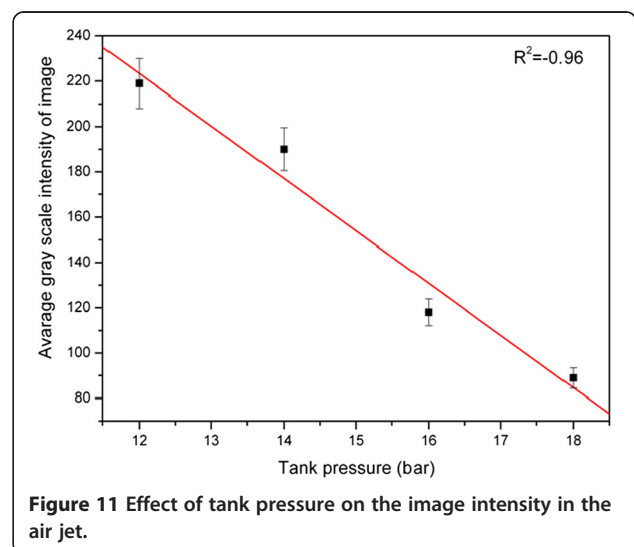 240
220
200
180
160
140
120
100
80
Avarage gray scale intensity of image
R²=-0.96
12 13 14 15 16 17 18
Tank pressure (bar)
Figure 11 Effect of tank pressure on the image intensity in the
air jet.